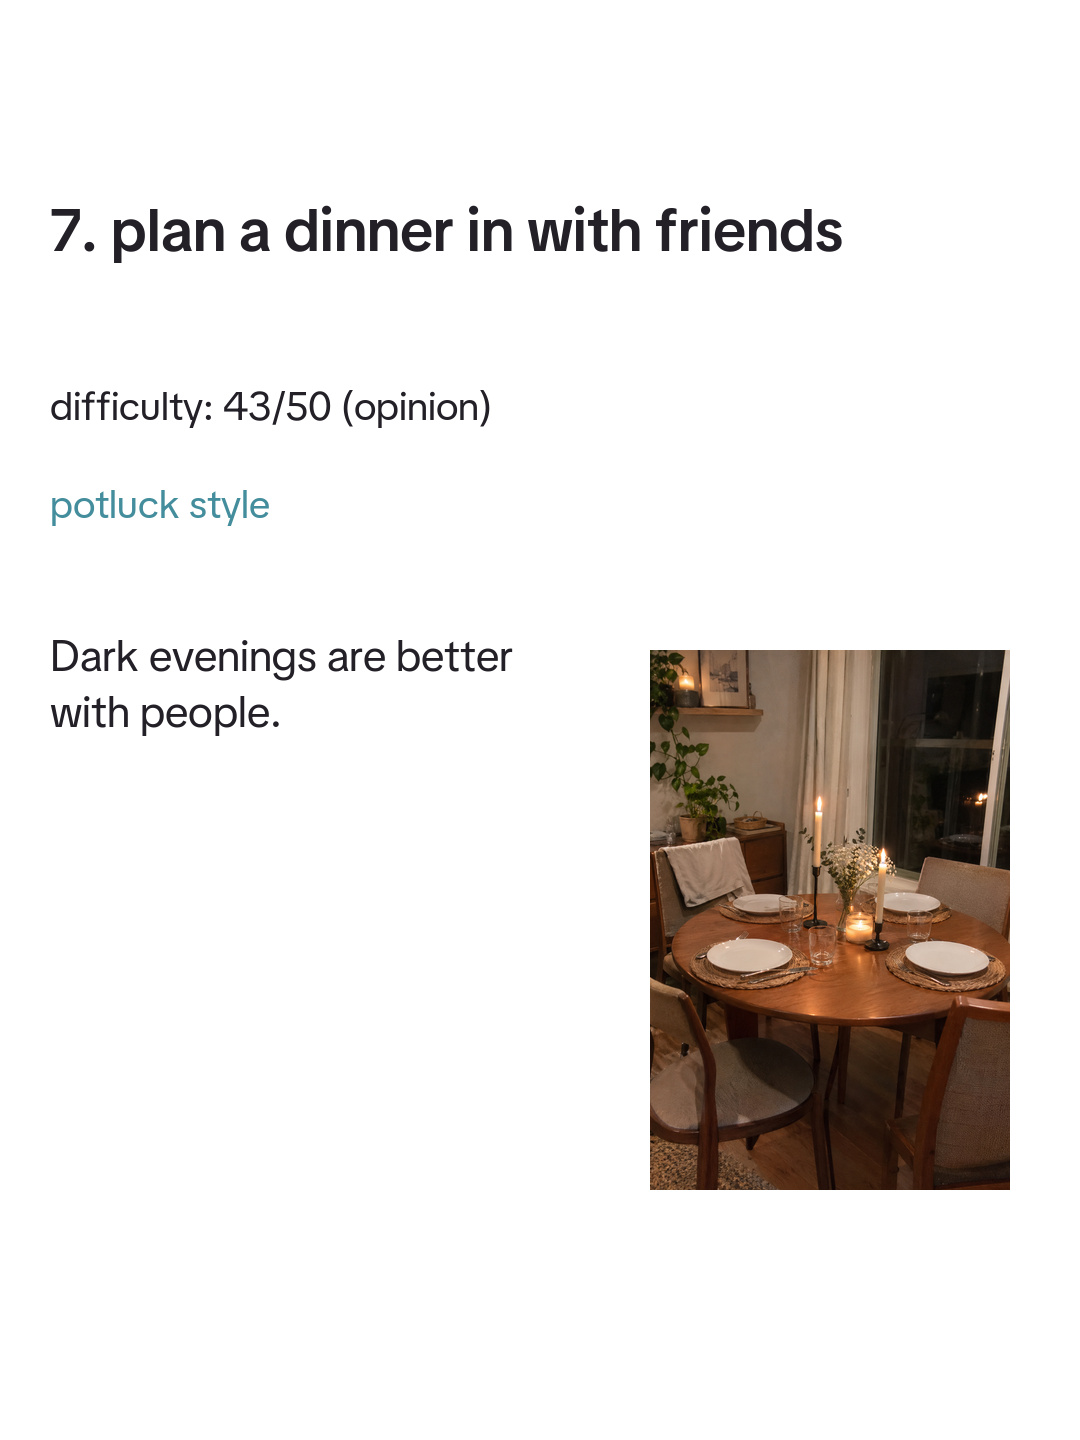 7. plan a dinner in with friends
difficulty: 43/50 (opinion)
potluck style
Dark evenings are better
with people.